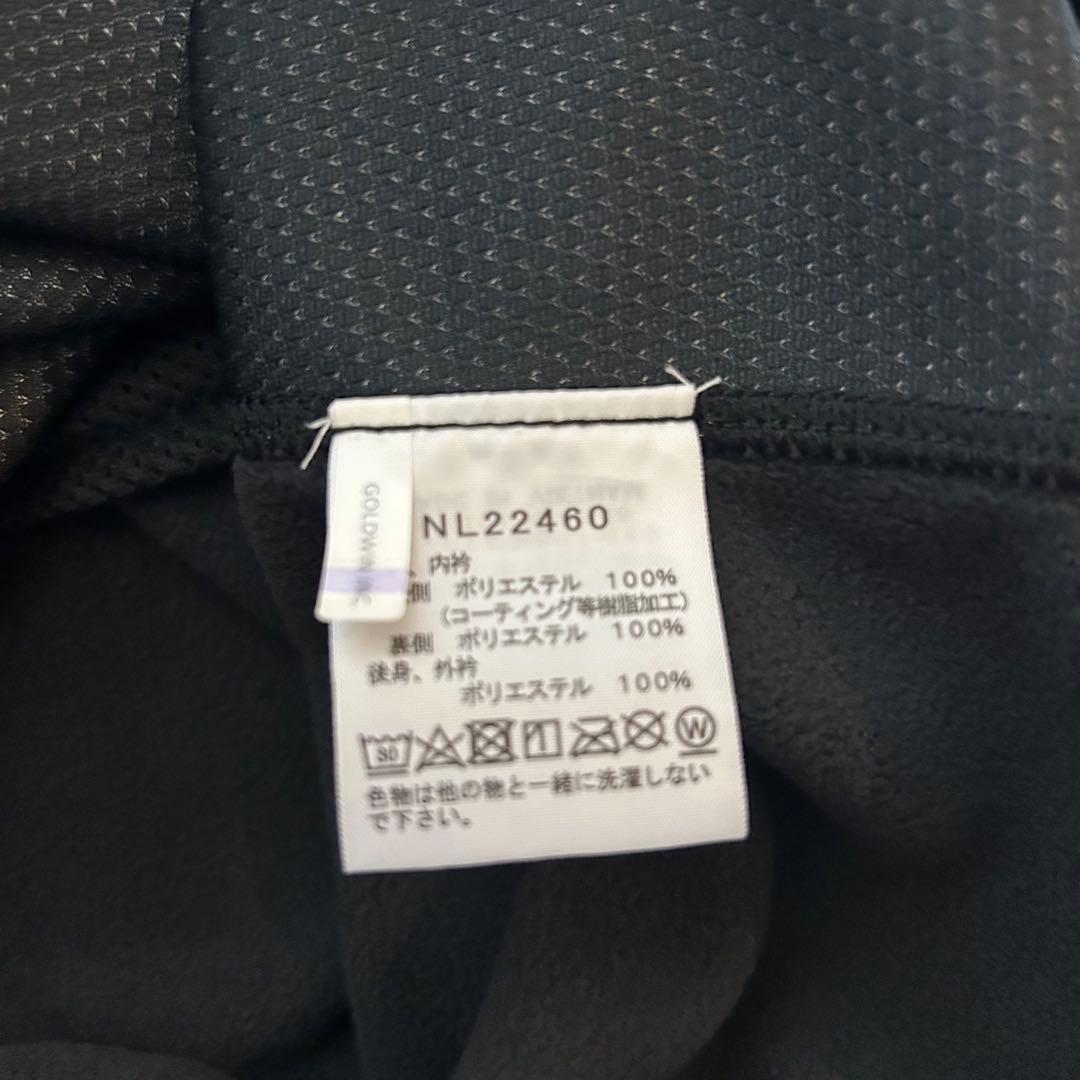 NL22460
、内衿
側 ポリエステル 100%
(コーティング等樹脂加工)
裏側 ポリエステル 100%
後身、外衿
ポリエステル 100%
30 W
色物は他の物と一緒に洗濯しない
で下さい。
GOLDWIN INC